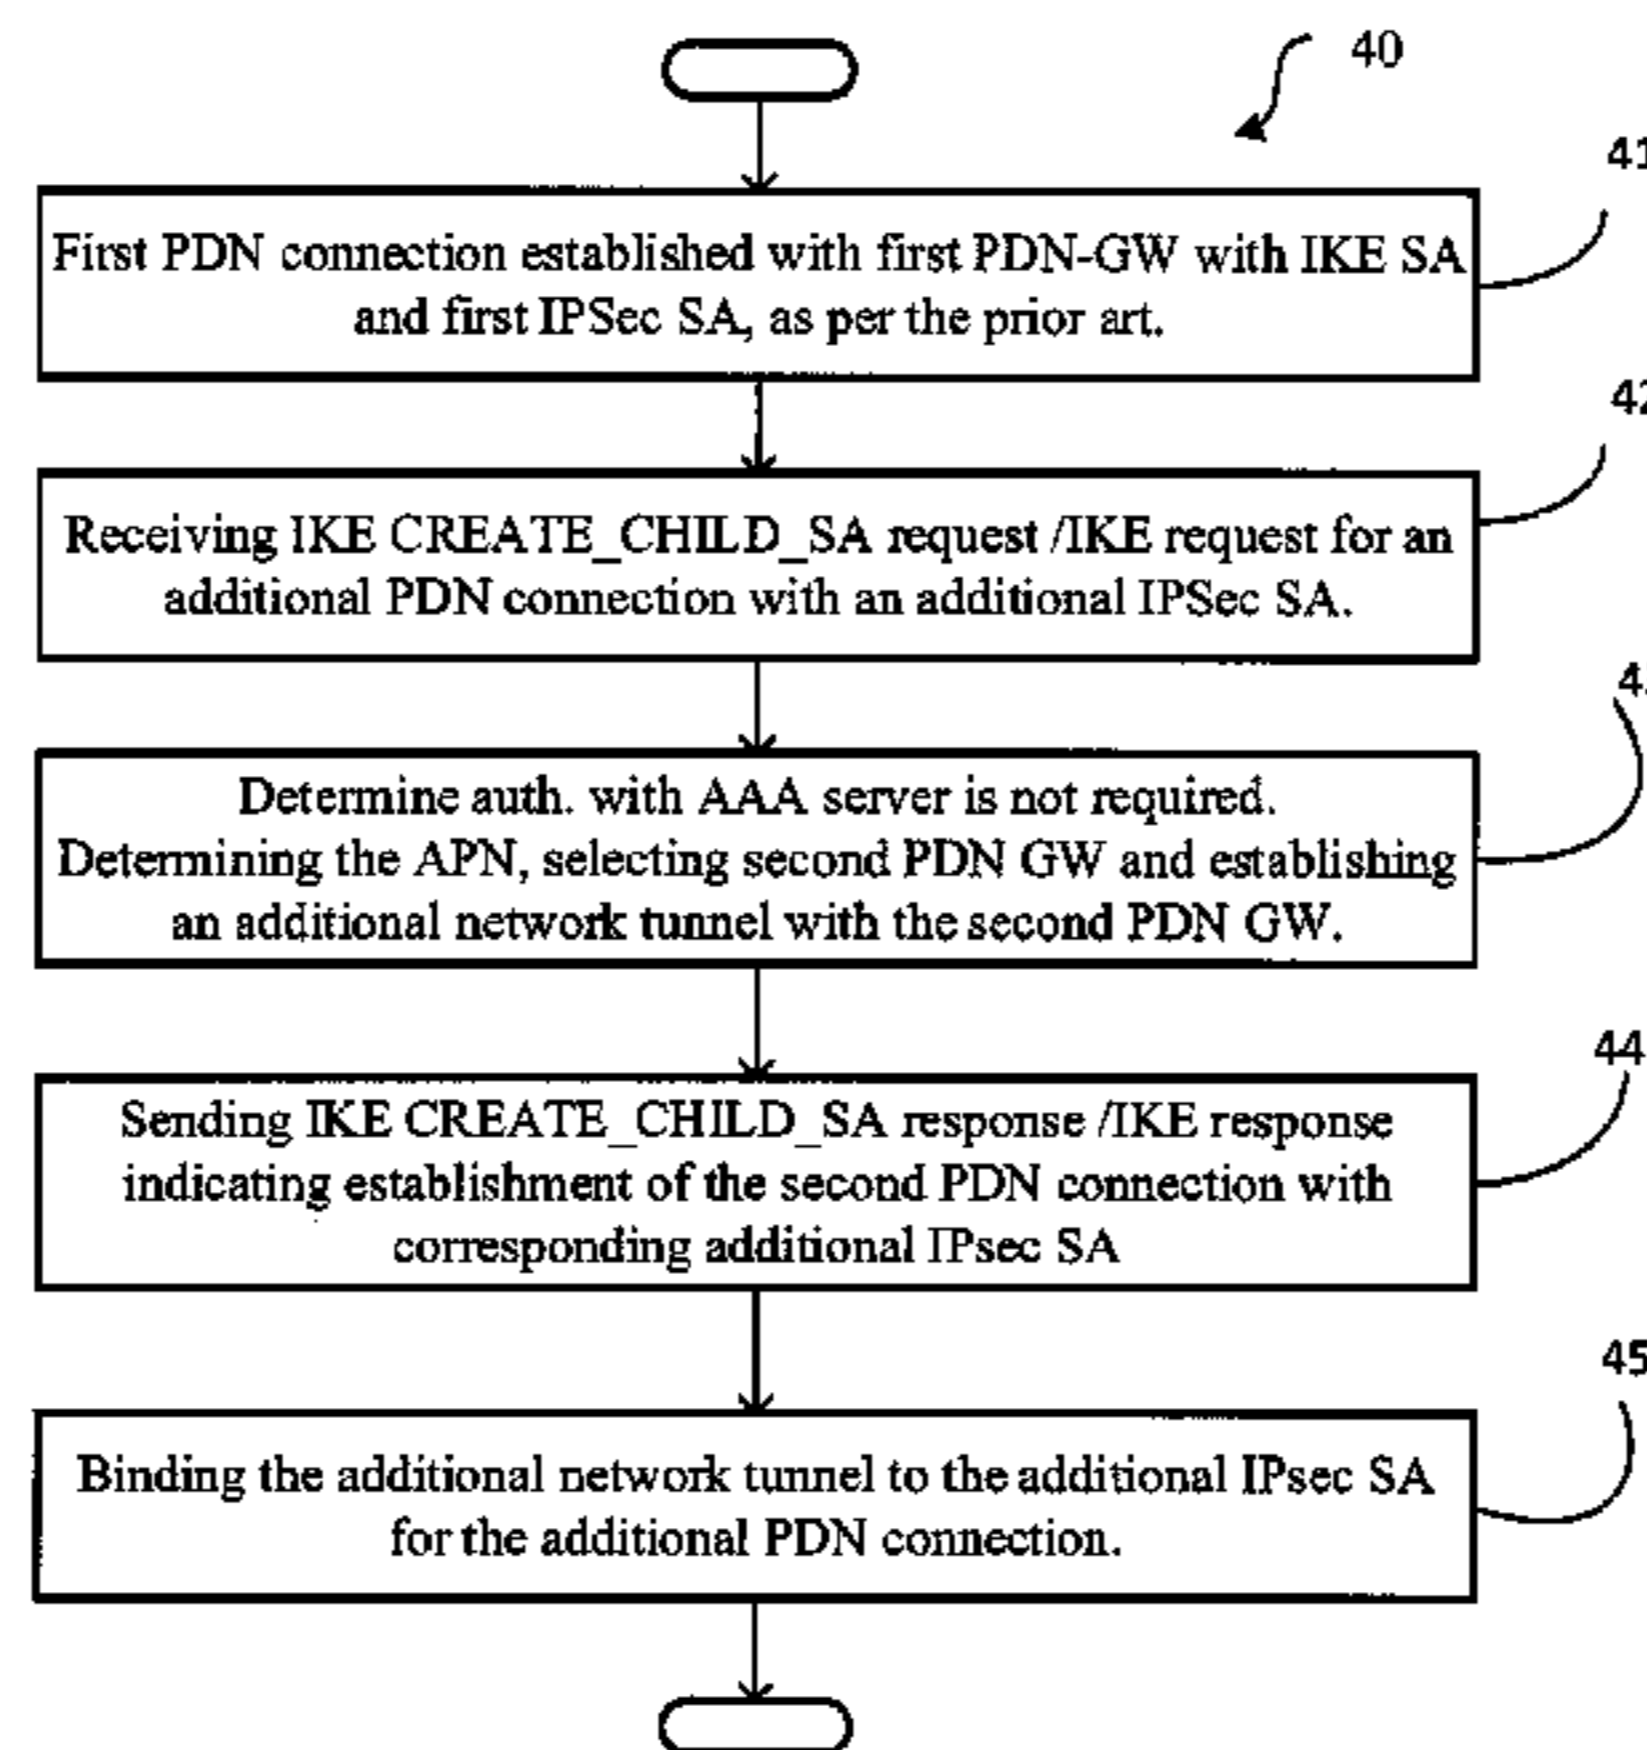 40
41
First PDN connection established with first PDN-GW with IKE SA
and first IPSec SA, as per the prior art.
42
Receiving IKE CREATE_CHILD_SA request /IKE request for an
additional PDN connection with an additional IPSec SA.
Determine auth. with AAA server is not required.
Determining the APN, selecting second PDN GW and establishing
an additional network tunnel with the second PDN GW.
44
Sending IKE CREATE_CHILD_SA response /IKE response
indicating establishment of the second PDN connection with
corresponding additional IPsec SA
45
Binding the additional network tunnel to the additional IPsec SA
for the additional PDN connection.